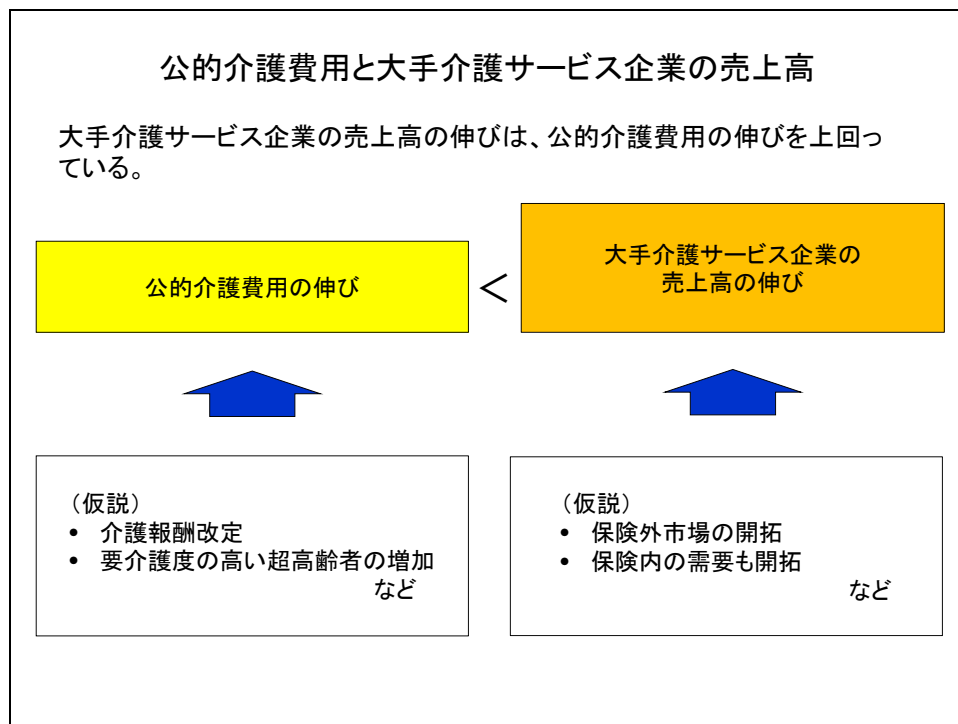 公的介護費用と大手介護サービス企業の売上高
大手介護サービス企業の売上高の伸びは、公的介護費用の伸びを上回っ
ている。
公的介護費用の伸び
＜
大手介護サービス企業の
売上高の伸び
（仮説）
• 介護報酬改定
• 要介護度の高い超高齢者の増加
など
（仮説）
• 保険外市場の開拓
• 保険内の需要も開拓
など